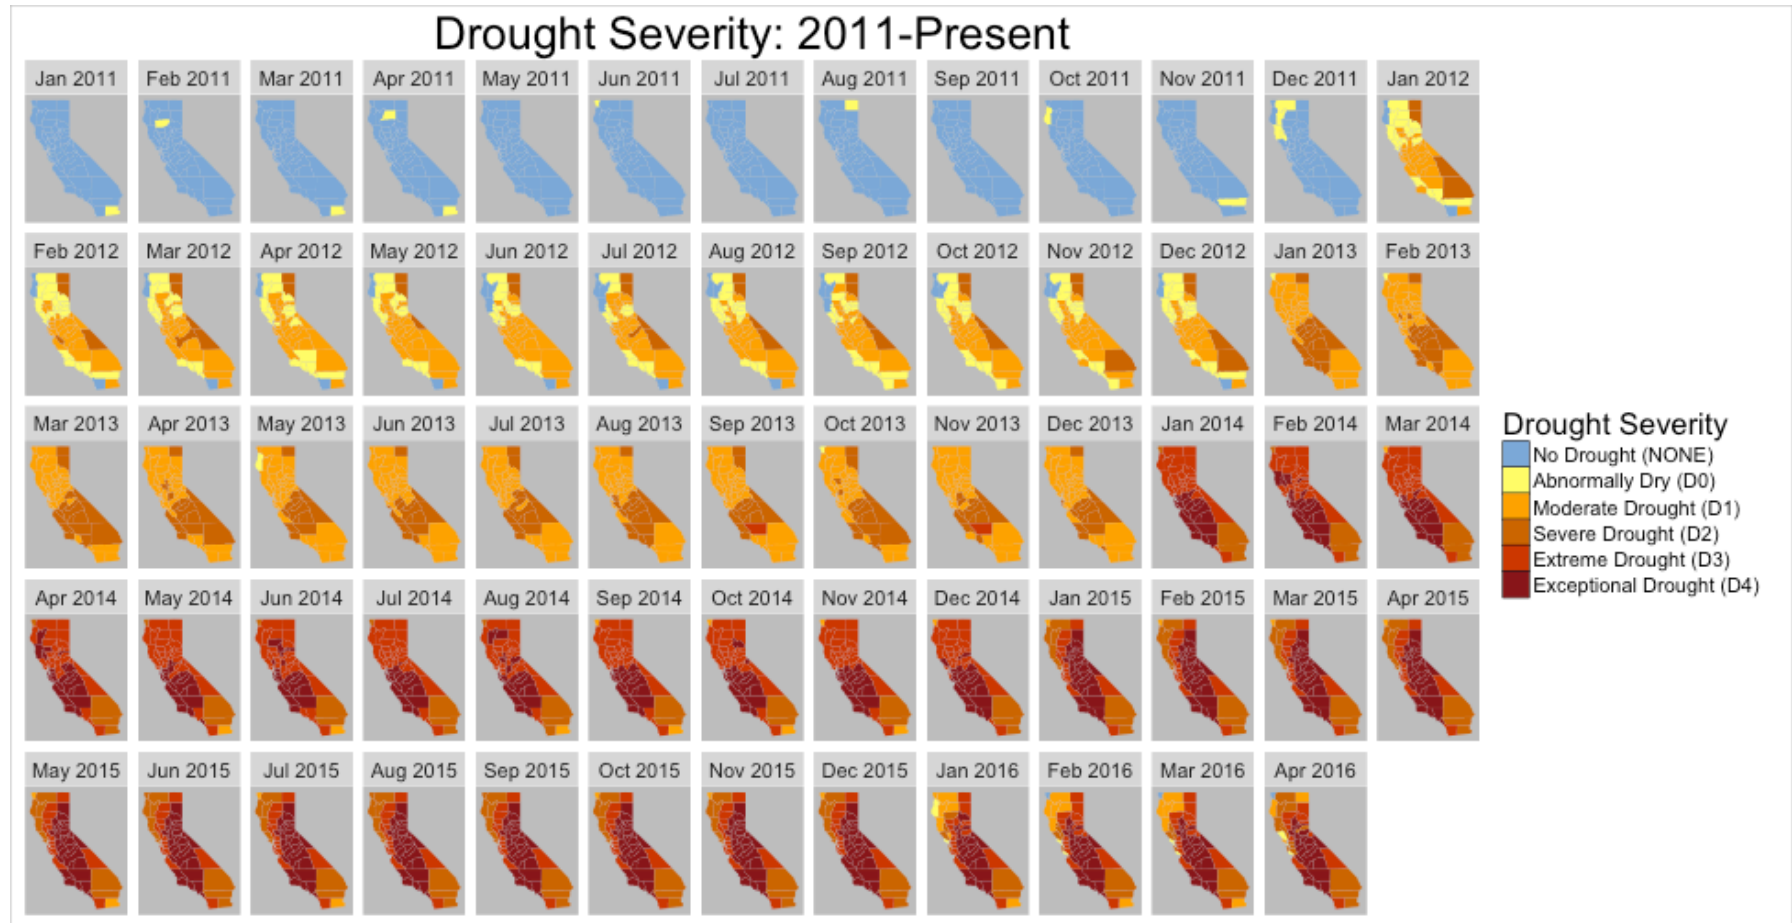 Drought Severity: 2011-Present
Jan 2011 Feb 2011 Mar 2011 Apr 2011 May 2011 Jun 2011 Jul 2011 Aug 2011 Sep 2011 Oct 2011 Nov 2011 Dec 2011 Jan 2012
Feb 2012 Mar 2012 Apr 2012 May 2012 Jun 2012 Jul 2012 Aug 2012 Sep 2012 Oct 2012 Nov 2012 Dec 2012 Jan 2013 Feb 2013
Mar 2013 Apr 2013 May 2013 Jun 2013 Jul 2013 Aug 2013 Sep 2013 Oct 2013 Nov 2013 Dec 2013 Jan 2014 Feb 2014 Mar 2014
Apr 2014 May 2014 Jun 2014 Jul 2014 Aug 2014 Sep 2014 Oct 2014 Nov 2014 Dec 2014 Jan 2015 Feb 2015 Mar 2015 Apr 2015
May 2015 Jun 2015 Jul 2015 Aug 2015 Sep 2015 Oct 2015 Nov 2015 Dec 2015 Jan 2016 Feb 2016 Mar 2016 Apr 2016
Drought Severity
No Drought (NONE)
Abnormally Dry (D0)
Moderate Drought (D1)
Severe Drought (D2)
Extreme Drought (D3)
Exceptional Drought (D4)